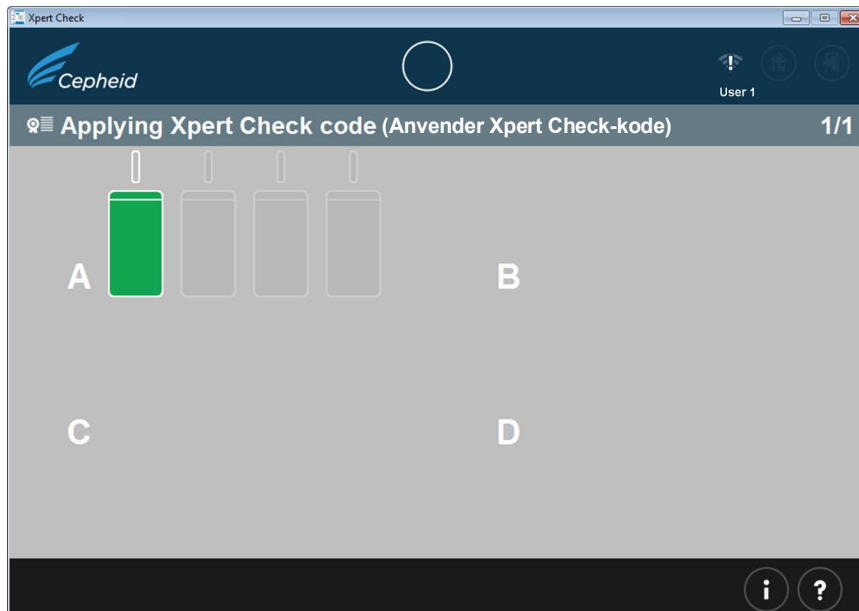 Xpert Check
Cepheid
User 1
Applying Xpert Check code (Anvender Xpert Check-kode) 1/1
A
B
C
D
i ?